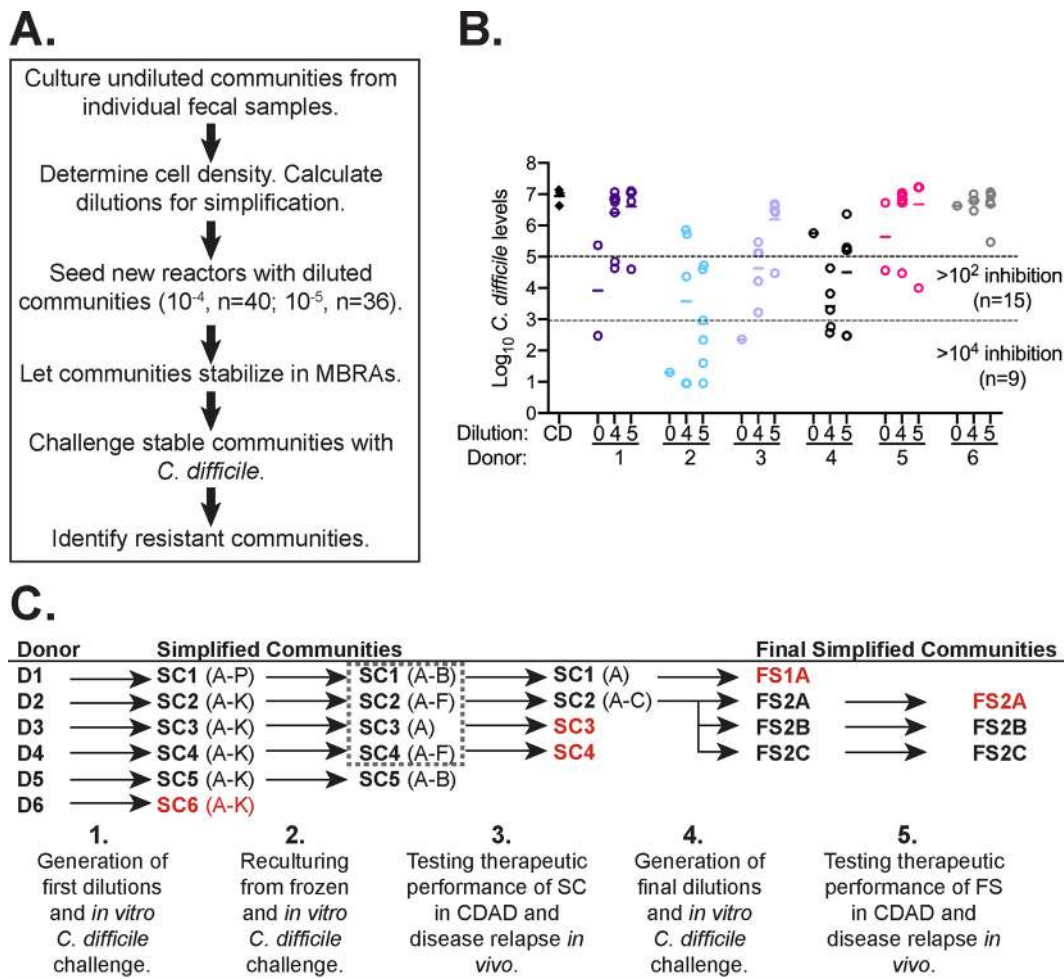 A.
Culture undiluted communities from
individual fecal samples.
Determine cell density. Calculate
dilutions for simplification.
Seed new reactors with diluted
communities (10⁻⁴, n=40; 10⁻⁵, n=36).
Let communities stabilize in MBRAs.
Challenge stable communities with
C. difficile.
Identify resistant communities.
B.
Log₁₀ C. difficile levels
8
7
6
5
4
3
2
1
0
>10² inhibition
(n=15)
>10⁴ inhibition
(n=9)
Dilution: CD 0 4 5 0 4 5 0 4 5 0 4 5 0 4 5 0 4 5
Donor: 1 2 3 4 5 6
C.
Donor Simplified Communities Final Simplified Communities
D1 SC1 (A-P) SC1 (A-B) SC1 (A) FS1A
D2 SC2 (A-K) SC2 (A-F) SC2 (A-C) FS2A FS2A
D3 SC3 (A-K) SC3 (A) SC3 FS2B FS2B
D4 SC4 (A-K) SC4 (A-F) SC4 FS2C FS2C
D5 SC5 (A-K) SC5 (A-B)
D6 SC6 (A-K)
1.
Generation of
first dilutions
and in vitro
C. difficile
challenge.
2.
Reculturing
from frozen
and in vitro
C. difficile
challenge.
3.
Testing therapeutic
performance of SC
in CDAD and
disease relapse in
vivo.
4.
Generation of
final dilutions
and in vitro
C. difficile
challenge.
5.
Testing therapeutic
performance of FS
in CDAD and
disease relapse in
vivo.